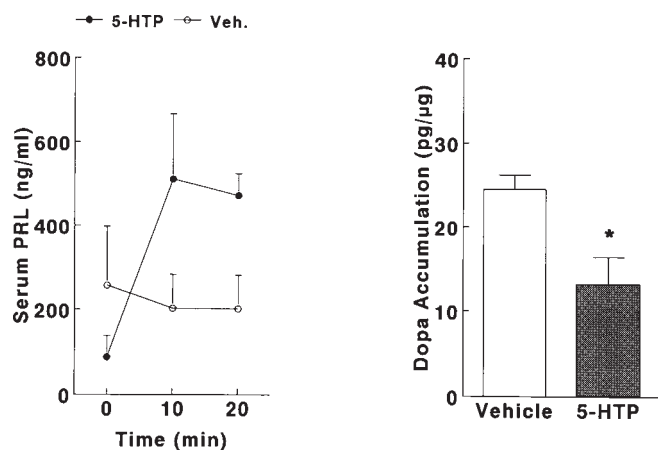 5-HTP Veh.
Serum PRL (ng/ml)
800
600
400
200
0
0 10 20
Time (min)
Dopa Accumulation (pg/µg)
40
30
20
10
0
*
Vehicle 5-HTP